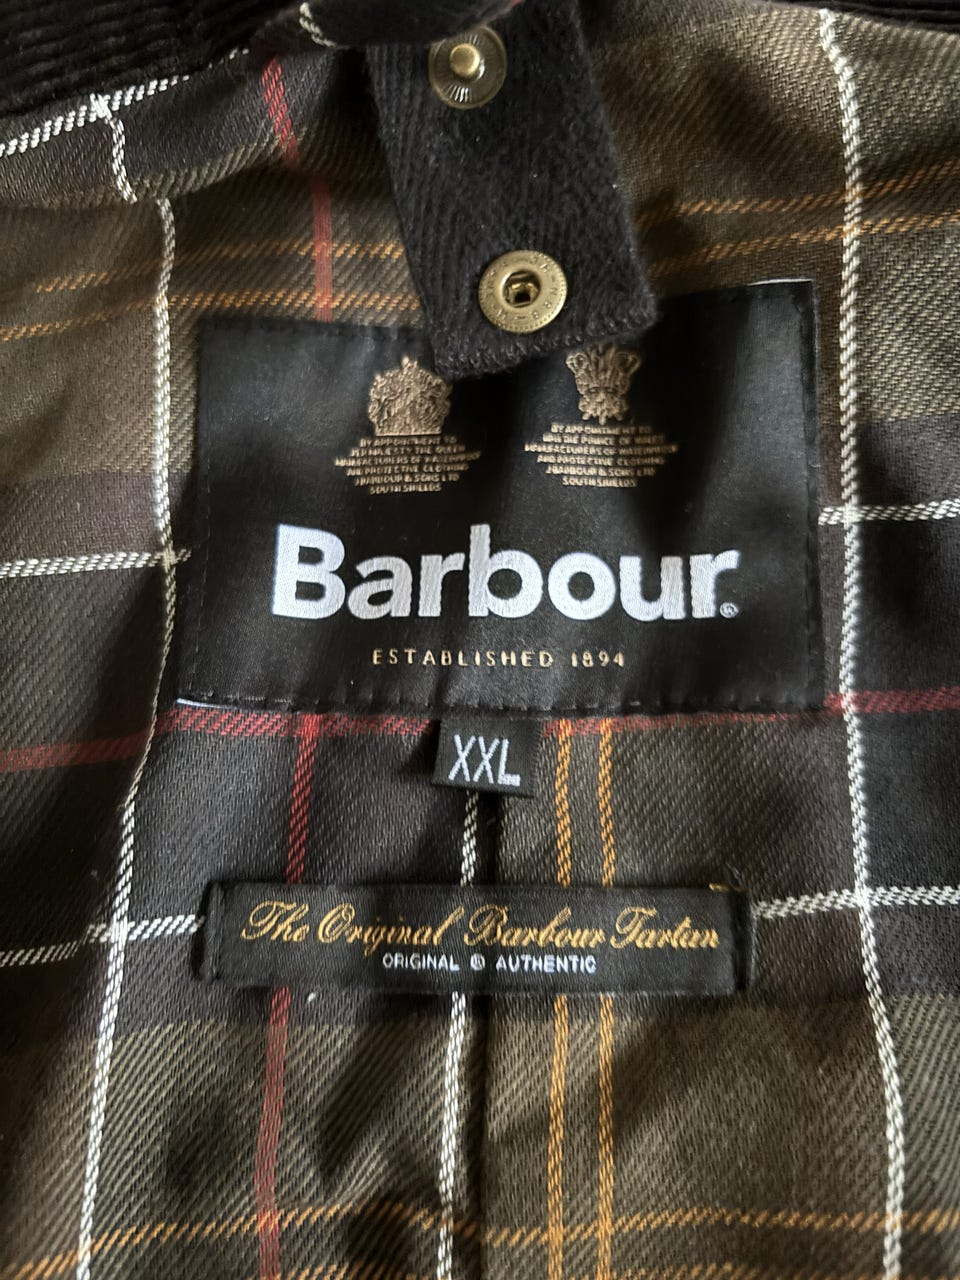 BY APPOINTMENT TO
HER MAJESTY THE QUEEN
MANUFACTURERS OF WATERPROOF
AND PROTECTIVE CLOTHING
J BARBOUR & SONS LTD
SOUTH SHIELDS
BY APPOINTMENT TO
HRH THE PRINCE OF WALES
MANUFACTURERS OF WATERPROOF
AND PROTECTIVE CLOTHING
J BARBOUR & SONS LTD
SOUTH SHIELDS
Barbour®
ESTABLISHED 1894
XXL
The Original Barbour Tartan
ORIGINAL & AUTHENTIC